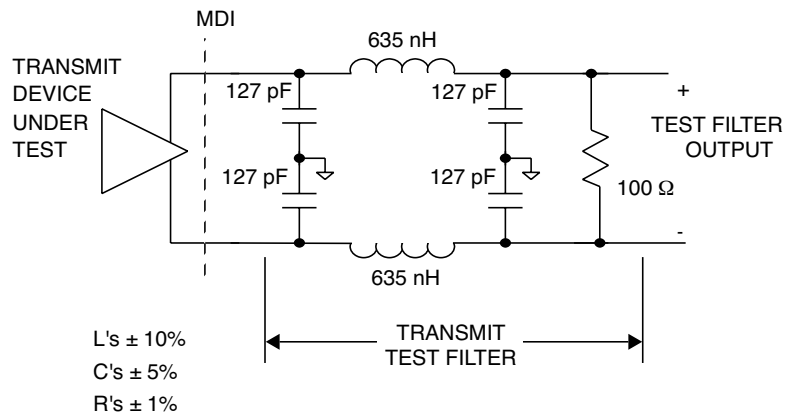 MDI
635 nH
TRANSMIT
DEVICE
UNDER
TEST
127 pF
127 pF
+
TEST FILTER
OUTPUT
127 pF
127 pF
100 Ω
-
635 nH
L's ± 10%
C's ± 5%
R's ± 1%
TRANSMIT
TEST FILTER